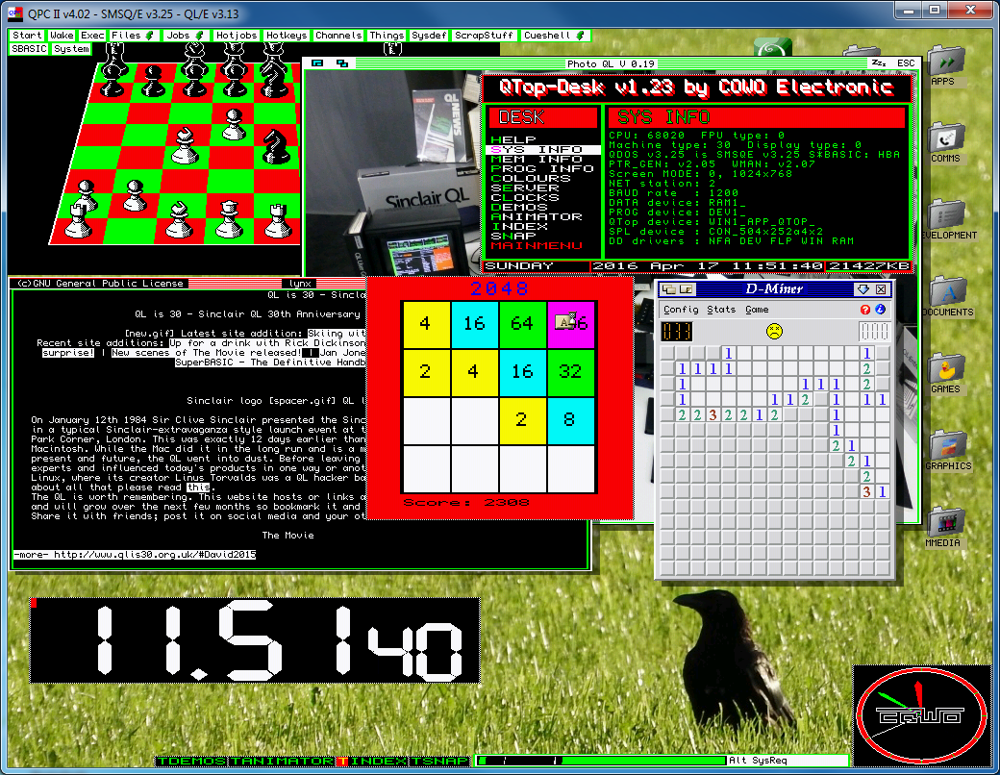 QPC II v4.02 - SMSQ/E v3.25 - QL/E v3.13
Start Wake Exec Files Jobs Hotjobs Hotkeys Channels Things Sysdef ScrapStuff Cueshell
SBASIC System
Photo QL V 0.19
Zzz ESC
QTop-Desk v1.23 by COWO Electronic
DESK
HELP
SYS INFO
MEM INFO
PROG INFO
COLOURS
SERVER
CLOCKS
DEMOS
ANIMATOR
INDEX
SNAP
MAINMENU
SYS INFO
CPU: 68020 FPU type: 0
Machine type: 30 Display type: 0
QDOS v3.25 is SMSQE v3.25 S*BASIC: HBA
PTR_GEN: v2.05 WMAN: v2.07
Screen MODE: 0, 1024x768
NET station: 2
BAUD rate : 1200
DATA device: RAM1_
PROG device: DEV1_
QTop device: WIN1_APP_QTOP_
SPL device : CON_504x252a4x2
DD drivers : NFA DEV FLP WIN RAM
SUNDAY 2016 Apr 17 11:51:40 21427KB
Sinclair QL
APPS
COMMS
EVELOPMENT
DOCUMENTS
GAMES
GRAPHICS
MMEDIA
(c)GNU General Public License lynx
QL is 30 - Sincla
QL is 30 - Sinclair QL 30th Anniversary
[new.gif] Latest site addition: Skiing wit
Recent site additions: Up for a drink with Rick Dickinson
surprise! | New scenes of The Movie released! | Jan Jone
SuperBASIC - The Definitive Handb
Sinclair logo [spacer.gif] QL l
On January 12th 1984 Sir Clive Sinclair presented the Sinc
in a typical Sinclair-extravaganza style launch event at t
Park Corner, London. This was exactly 12 days earlier than
Macintosh. While the Mac did it in the long run and is a m
present and future, the QL went into dust. Before leaving
experts and influenced today's products in one way or anot
Linux, where its creator Linus Torvalds was a QL hacker ba
about all that please read this.
The QL is worth remembering. This website hosts or links a
and will grow over the next few months so bookmark it and
Share it with friends; post it on social media and your ot
The Movie
-more- http://www.qlis30.org.uk/#David2015
2048
4 16 64
2 4 16 32
2 8
Score: 2308
D-Miner
Config Stats Game
033 000
1 1
1 1 1 1 2
1 1 1 1 2
1 1 1 2 1 1 1
2 2 3 2 2 1 2 1
1
2 1
2 1
1
2
3 1
11.51 40
COWO
TDEMOS TANIMATOR INDEX TSNAP
Alt SysReq